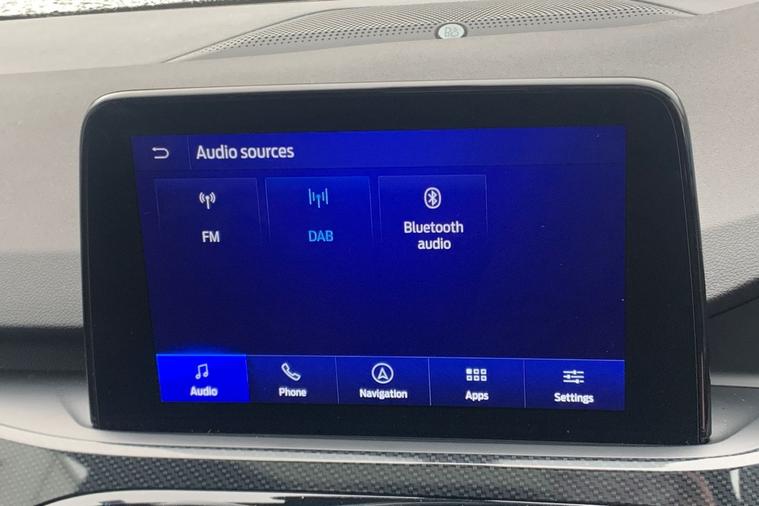 Audio sources
FM
DAB
Bluetooth
audio
Audio
Phone
Navigation
Apps
Settings